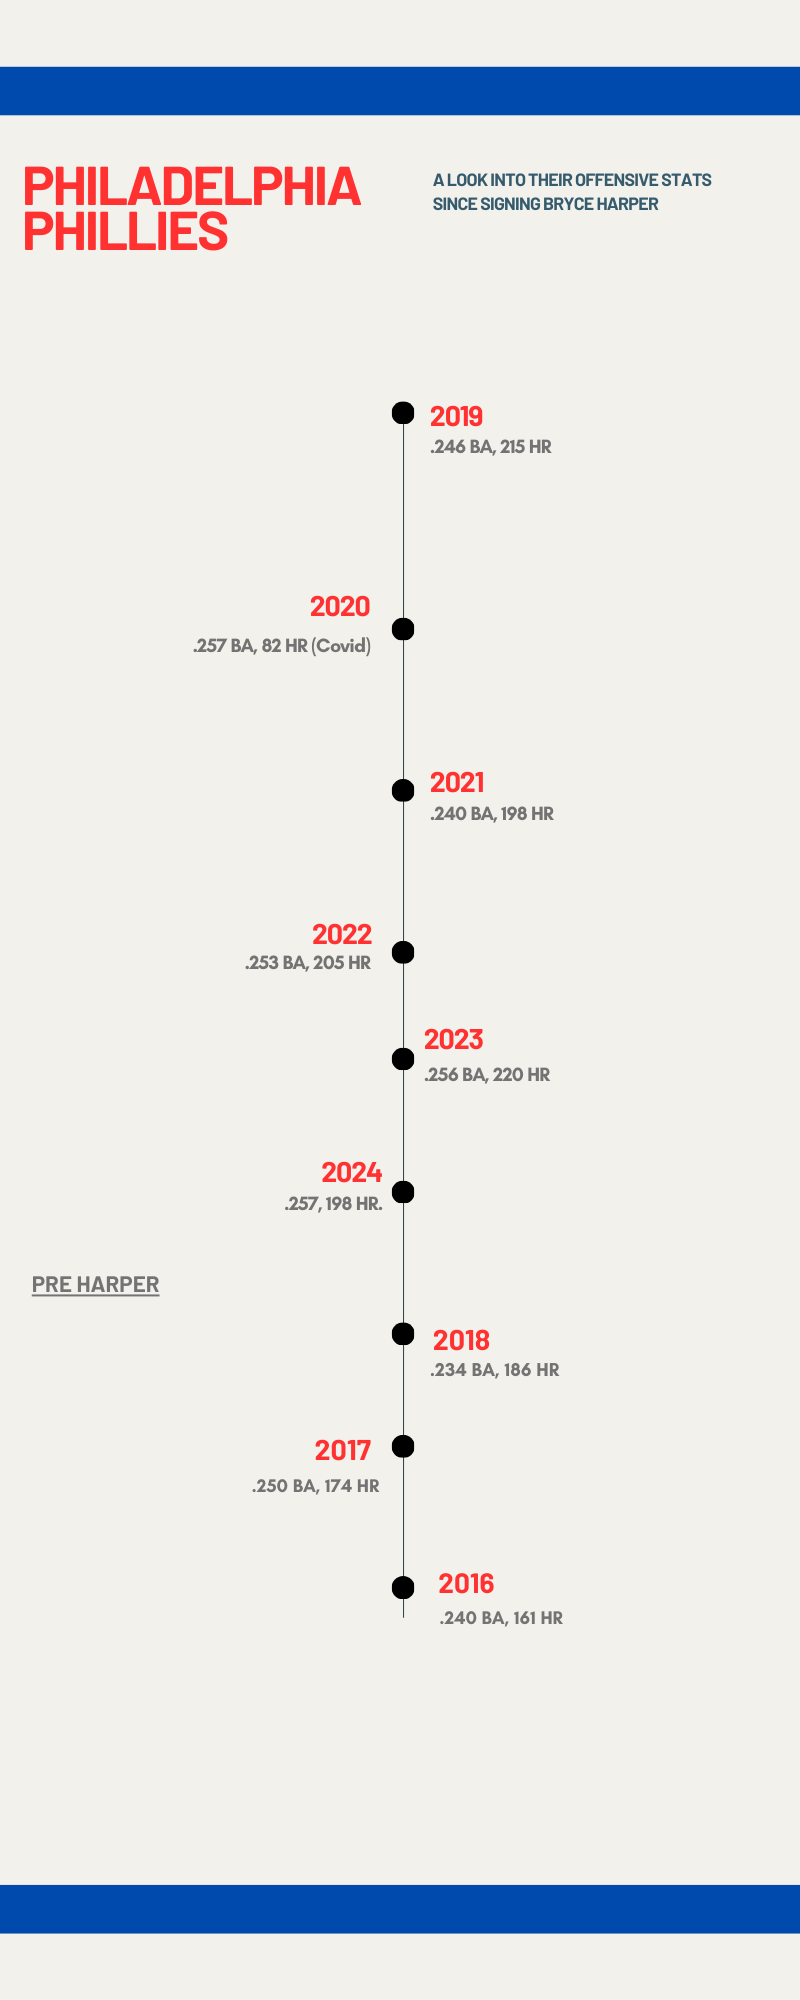 PHILADELPHIA
PHILLIES
A LOOK INTO THEIR OFFENSIVE STATS
SINCE SIGNING BRYCE HARPER
2019
.246 BA, 215 HR
2020
.257 BA, 82 HR (Covid)
2021
.240 BA, 198 HR
2022
.253 BA, 205 HR
2023
.256 BA, 220 HR
2024
.257, 198 HR.
PRE HARPER
2018
.234 BA, 186 HR
2017
.250 BA, 174 HR
2016
.240 BA, 161 HR